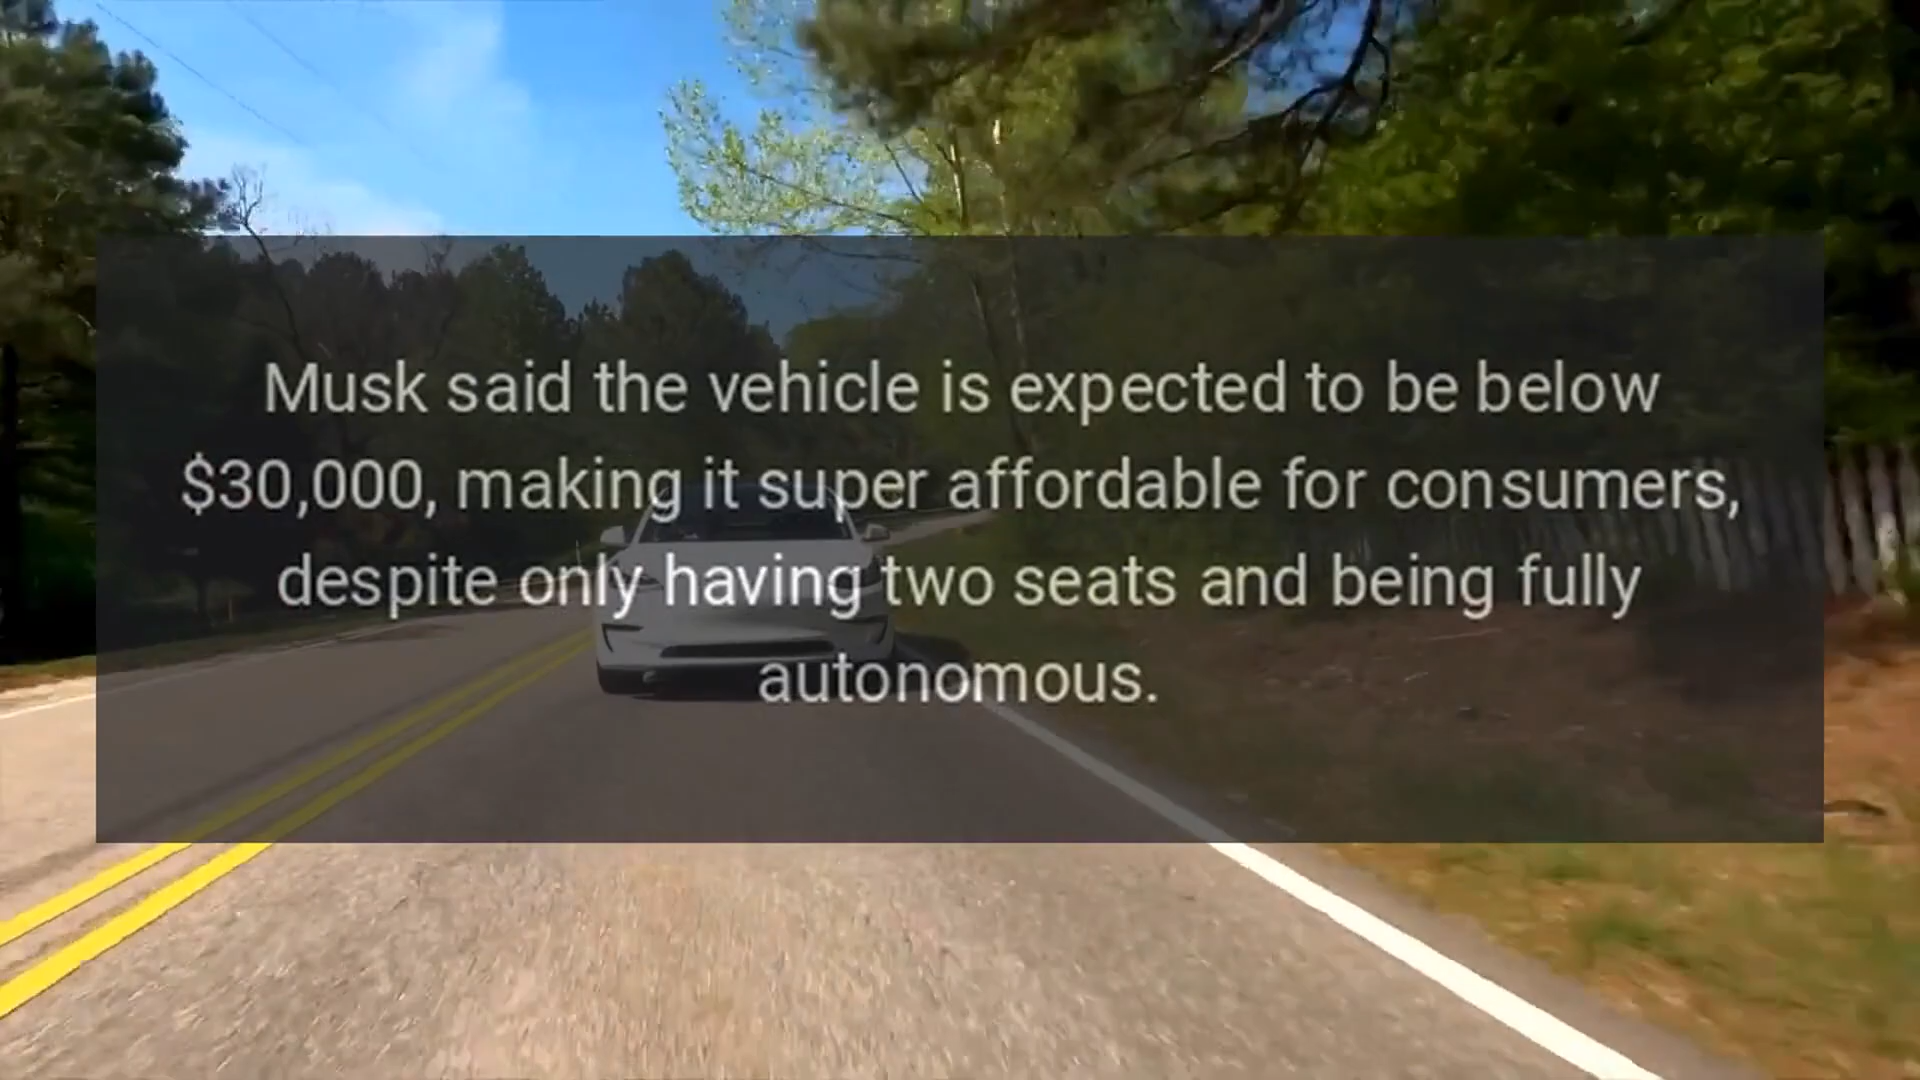 Musk said the vehicle is expected to be below
$30,000, making it super affordable for consumers,
despite only having two seats and being fully
autonomous.